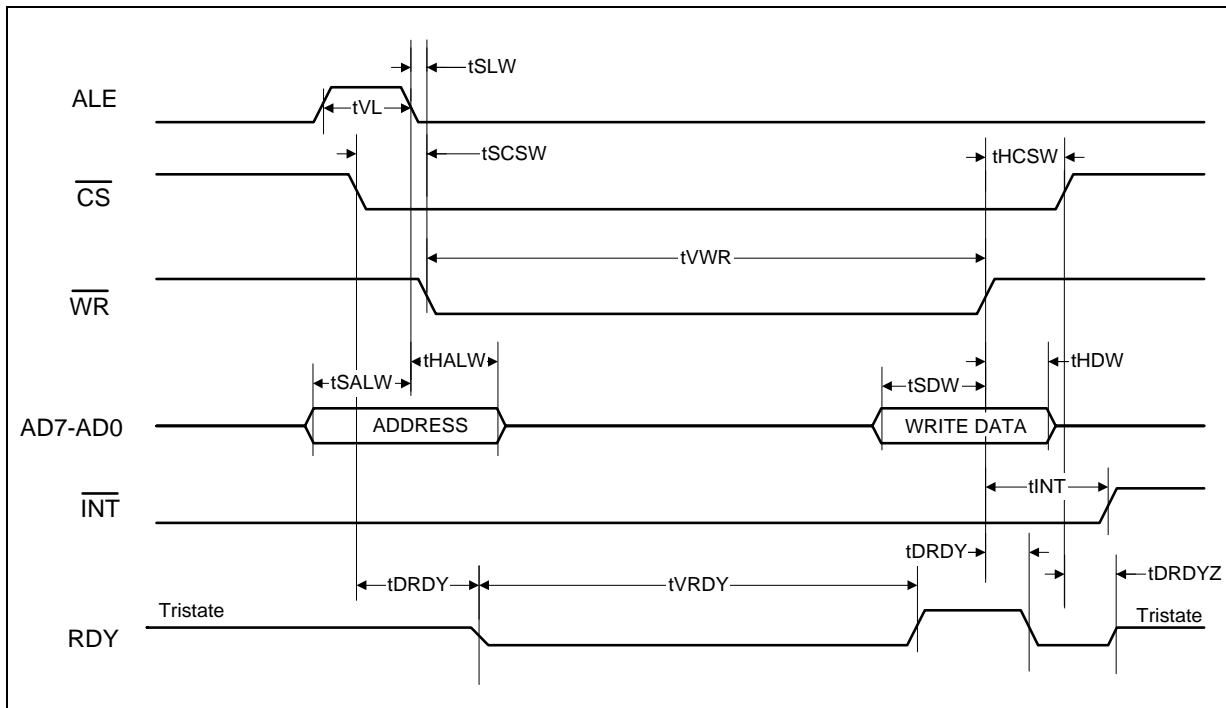 tSLW
ALE
tVL
tSCSW
tHCSW
CS
tVWR
WR
tHALW
tHDW
tSALW
tSDW
AD7-AD0
ADDRESS
WRITE DATA
INT
tINT
tDRDY
tDRDY
tVRDY
tDRDYZ
Tristate
Tristate
RDY